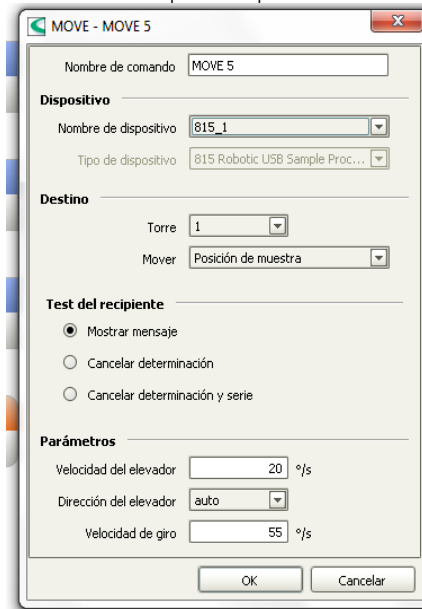 MOVE - MOVE 5
Nombre de comando MOVE 5
Dispositivo
Nombre de dispositivo 815_1
Tipo de dispositivo 815 Robotic USB Sample Proc...
Destino
Torre 1
Mover Posición de muestra
Test del recipiente
Mostrar mensaje
Cancelar determinación
Cancelar determinación y serie
Parámetros
Velocidad del elevador 20 °/s
Dirección del elevador auto
Velocidad de giro 55 °/s
OK Cancelar